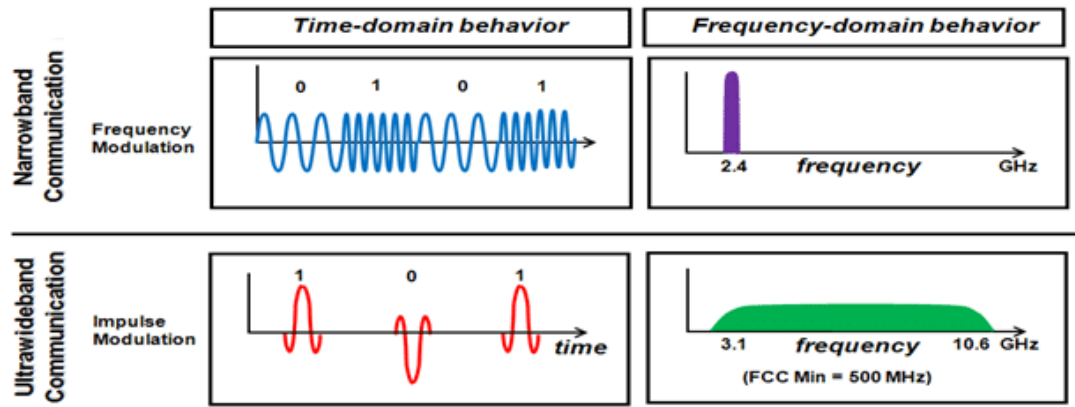 Time-domain behavior
Frequency-domain behavior
Narrowband
Communication
Frequency
Modulation
0 1 0 1
2.4
frequency
GHz
Ultrawideband
Communication
Impulse
Modulation
1 0 1
time
3.1
frequency
10.6
GHz
(FCC Min = 500 MHz)